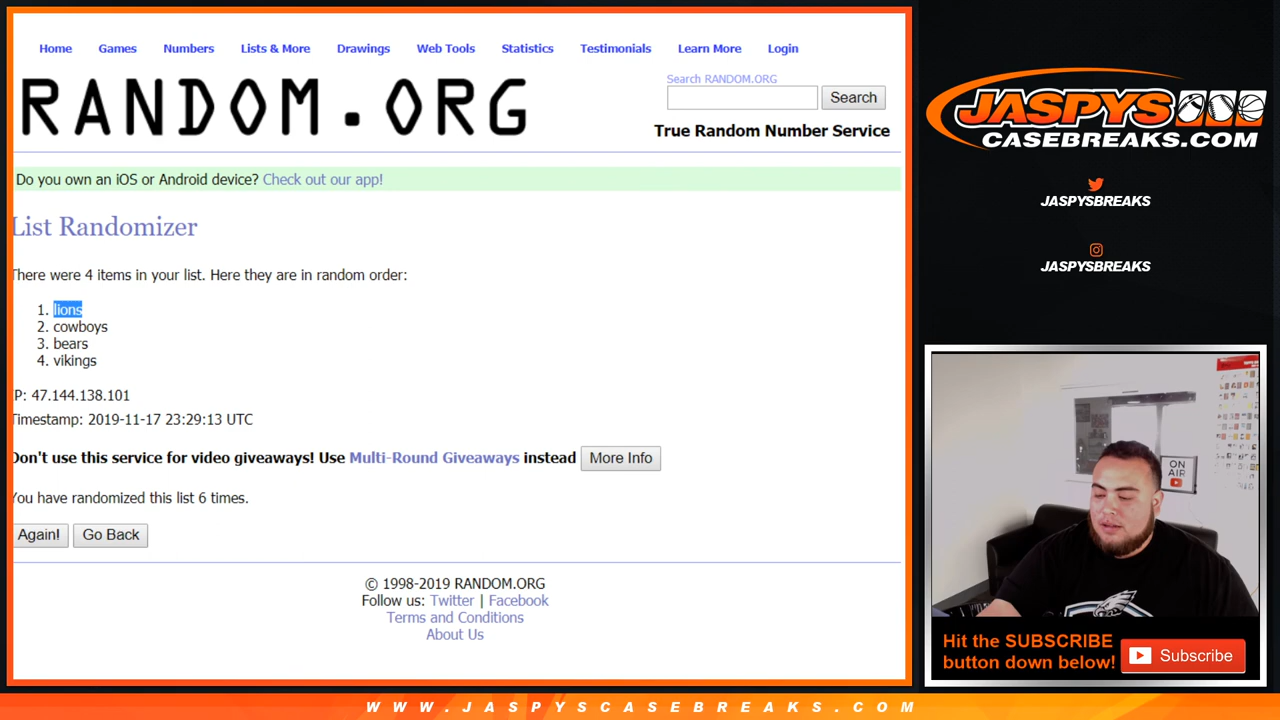 Home Games Numbers Lists & More Drawings Web Tools Statistics Testimonials Learn More Login
RANDOM.ORG
Search RANDOM.ORG
Search
True Random Number Service
Do you own an iOS or Android device? Check out our app!
List Randomizer
There were 4 items in your list. Here they are in random order:
1. lions
2. cowboys
3. bears
4. vikings
IP: 47.144.138.101
Timestamp: 2019-11-17 23:29:13 UTC
Don't use this service for video giveaways! Use Multi-Round Giveaways instead More Info
You have randomized this list 6 times.
Again! Go Back
© 1998-2019 RANDOM.ORG
Follow us: Twitter | Facebook
Terms and Conditions
About Us
JASPYS
CASEBREAKS.COM
JASPYSBREAKS
JASPYSBREAKS
ON
AIR
Hit the SUBSCRIBE
button down below!
Subscribe
WWW.JASPYSCASEBREAKS.COM